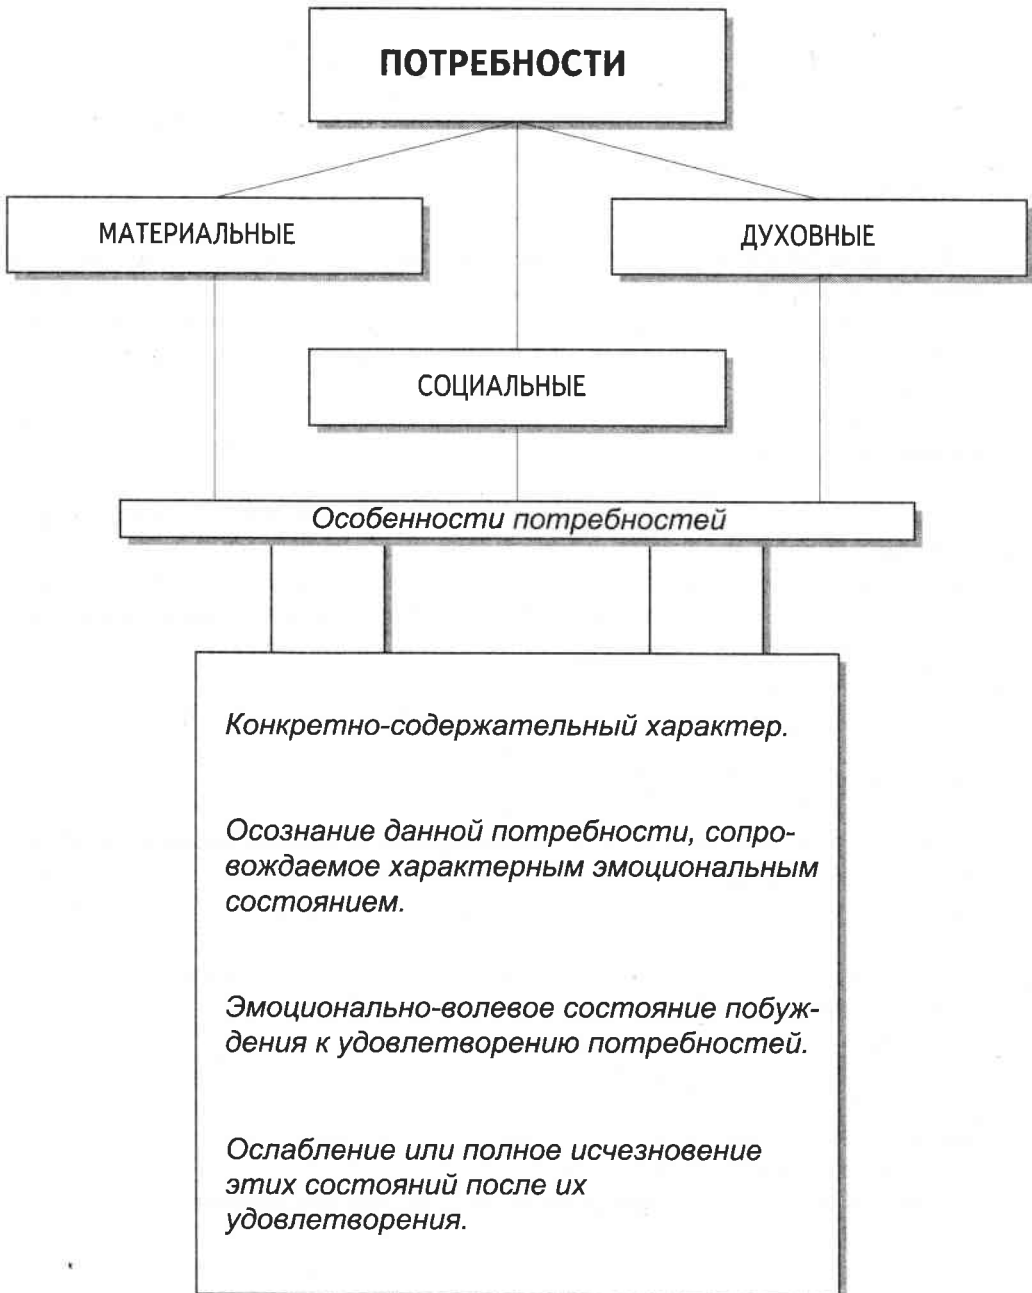 ПОТРЕБНОСТИ
МАТЕРИАЛЬНЫЕ
ДУХОВНЫЕ
СОЦИАЛЬНЫЕ
Особенности потребностей
Конкретно-содержательный характер.
Осознание данной потребности, сопро-
вождаемое характерным эмоциональным
состоянием.
Эмоционально-волевое состояние побуж-
дения к удовлетворению потребностей.
Ослабление или полное исчезновение
этих состояний после их
удовлетворения.